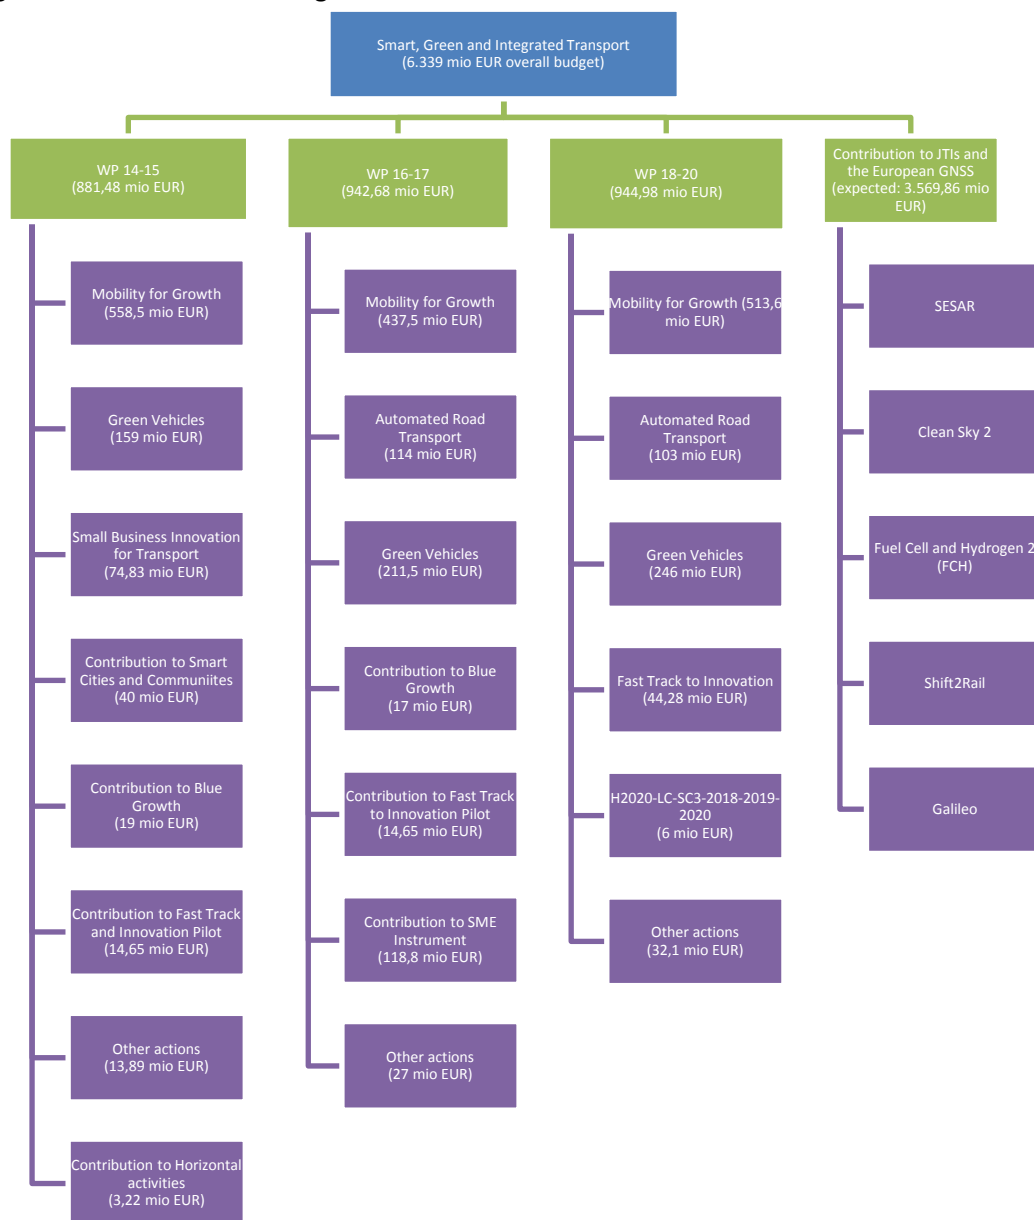 Smart, Green and Integrated Transport
(6.339 mio EUR overall budget)
WP 14-15
(881,48 mio EUR)
Mobility for Growth
(558,5 mio EUR)
Green Vehicles
(159 mio EUR)
Small Business Innovation
for Transport
(74,83 mio EUR)
Contribution to Smart
Cities and Communiites
(40 mio EUR)
Contribution to Blue
Growth
(19 mio EUR)
Contribution to Fast Track
and Innovation Pilot
(14,65 mio EUR)
Other actions
(13,89 mio EUR)
Contribution to Horizontal
activities
(3,22 mio EUR)
WP 16-17
(942,68 mio EUR)
Mobility for Growth
(437,5 mio EUR)
Automated Road
Transport
(114 mio EUR)
Green Vehicles
(211,5 mio EUR)
Contribution to Blue
Growth
(17 mio EUR)
Contribution to Fast Track
to Innovation Pilot
(14,65 mio EUR)
Contribution to SME
Instrument
(118,8 mio EUR)
Other actions
(27 mio EUR)
WP 18-20
(944,98 mio EUR)
Mobility for Growth (513,6
mio EUR)
Automated Road
Transport
(103 mio EUR)
Green Vehicles
(246 mio EUR)
Fast Track to Innovation
(44,28 mio EUR)
H2020-LC-SC3-2018-2019-
2020
(6 mio EUR)
Other actions
(32,1 mio EUR)
Contribution to JTIs and
the European GNSS
(expected: 3.569,86 mio
EUR)
SESAR
Clean Sky 2
Fuel Cell and Hydrogen 2
(FCH)
Shift2Rail
Galileo